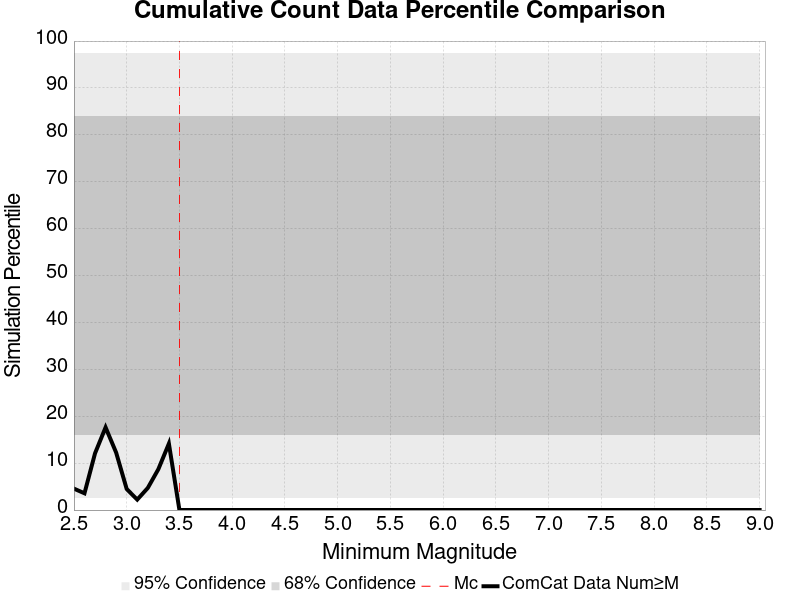 Cumulative Count Data Percentile Comparison
100
90
80
70
60
50
40
30
20
10
0
Simulation Percentile
2.5 3.0 3.5 4.0 4.5 5.0 5.5 6.0 6.5 7.0 7.5 8.0 8.5 9.0
Minimum Magnitude
95% Confidence 68% Confidence Mc ComCat Data Num≥M